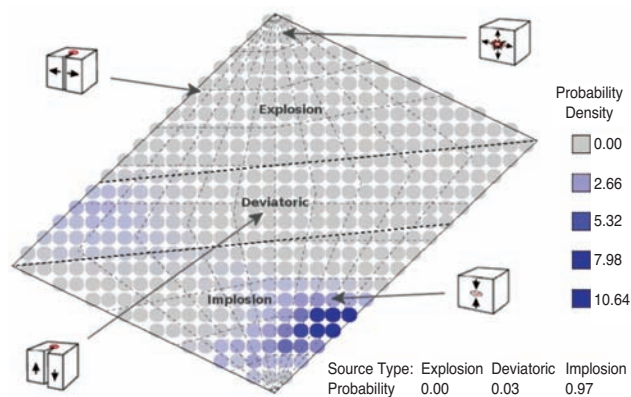 Explosion
Deviatoric
Implosion
Probability
Density
0.00
2.66
5.32
7.98
10.64
Source Type: Explosion Deviatoric Implosion
Probability 0.00 0.03 0.97